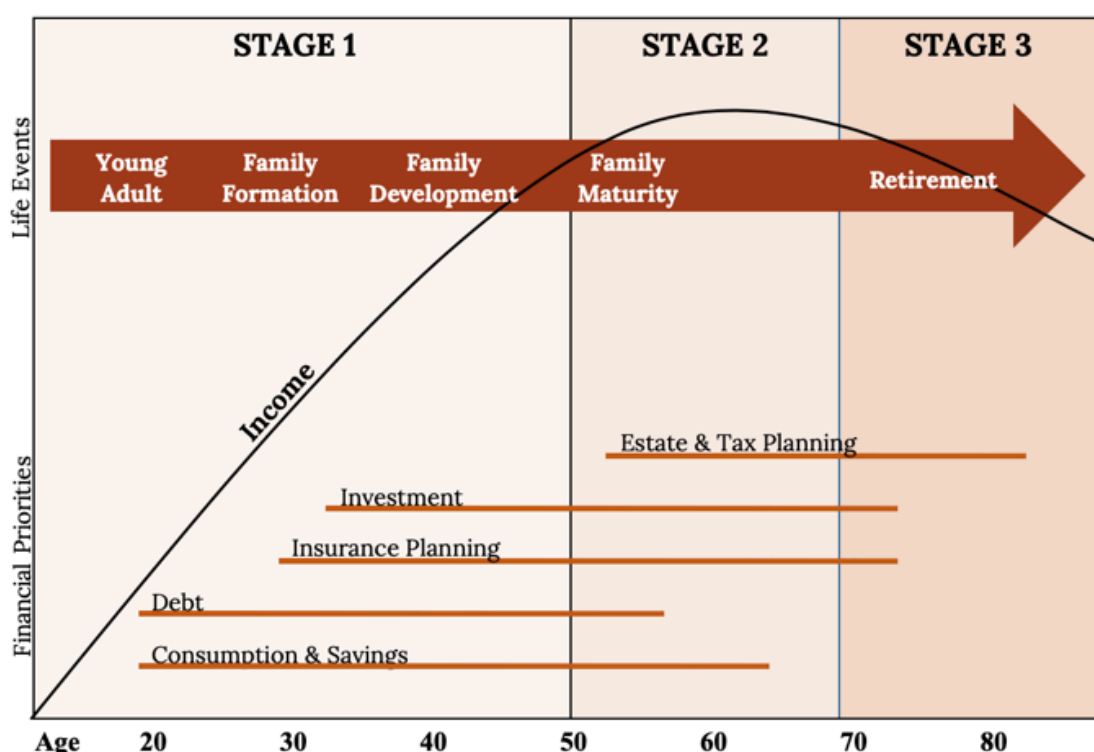 STAGE 1
STAGE 2
STAGE 3
Life Events
Young
Adult
Family
Formation
Family
Development
Family
Maturity
Retirement
Income
Financial Priorities
Estate & Tax Planning
Investment
Insurance Planning
Debt
Consumption & Savings
Age 20 30 40 50 60 70 80